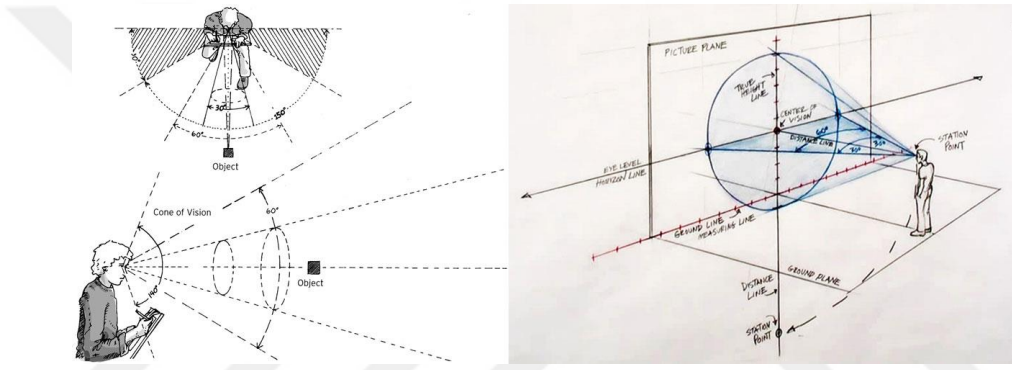 30°
60°
150°
Object
Cone of Vision
60°
140°
Object
PICTURE PLANE
TRUE
HEIGHT
LINE
CENTER OF
VISION
60°
DISTANCE LINE
30°
30°
STATION
POINT
EYE LEVEL
HORIZON LINE
GROUND LINE
MEASURING LINE
GROUND PLANE
DISTANCE
LINE
STATION
POINT